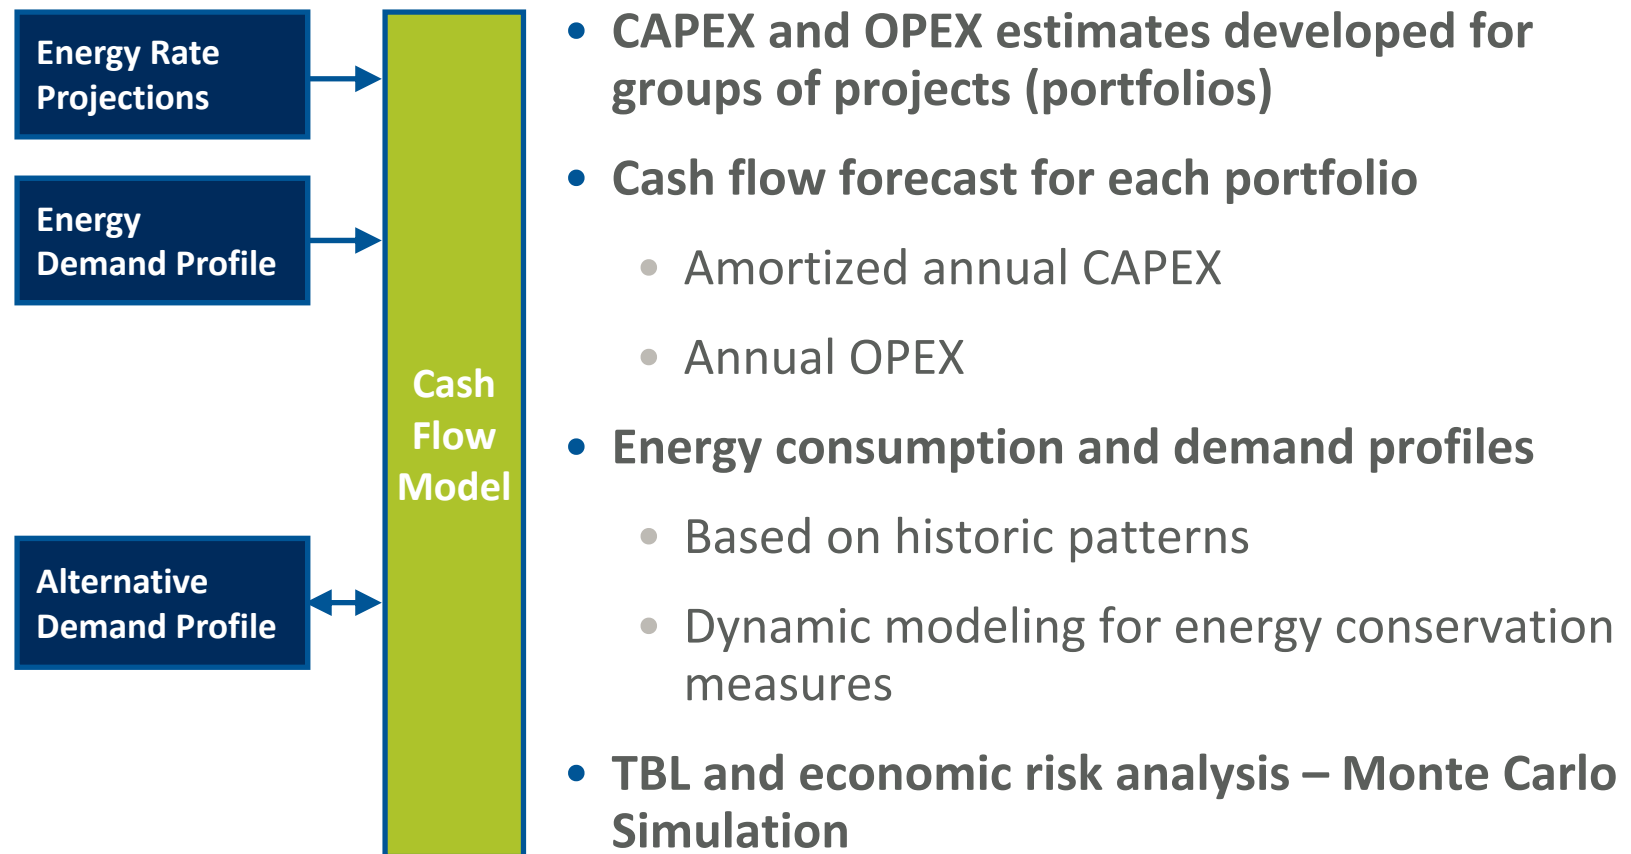 Energy Rate
Projections
Energy
Demand Profile
Alternative
Demand Profile
Cash
Flow
Model
• CAPEX and OPEX estimates developed for
groups of projects (portfolios)
• Cash flow forecast for each portfolio
• Amortized annual CAPEX
• Annual OPEX
• Energy consumption and demand profiles
• Based on historic patterns
• Dynamic modeling for energy conservation
measures
• TBL and economic risk analysis – Monte Carlo
Simulation